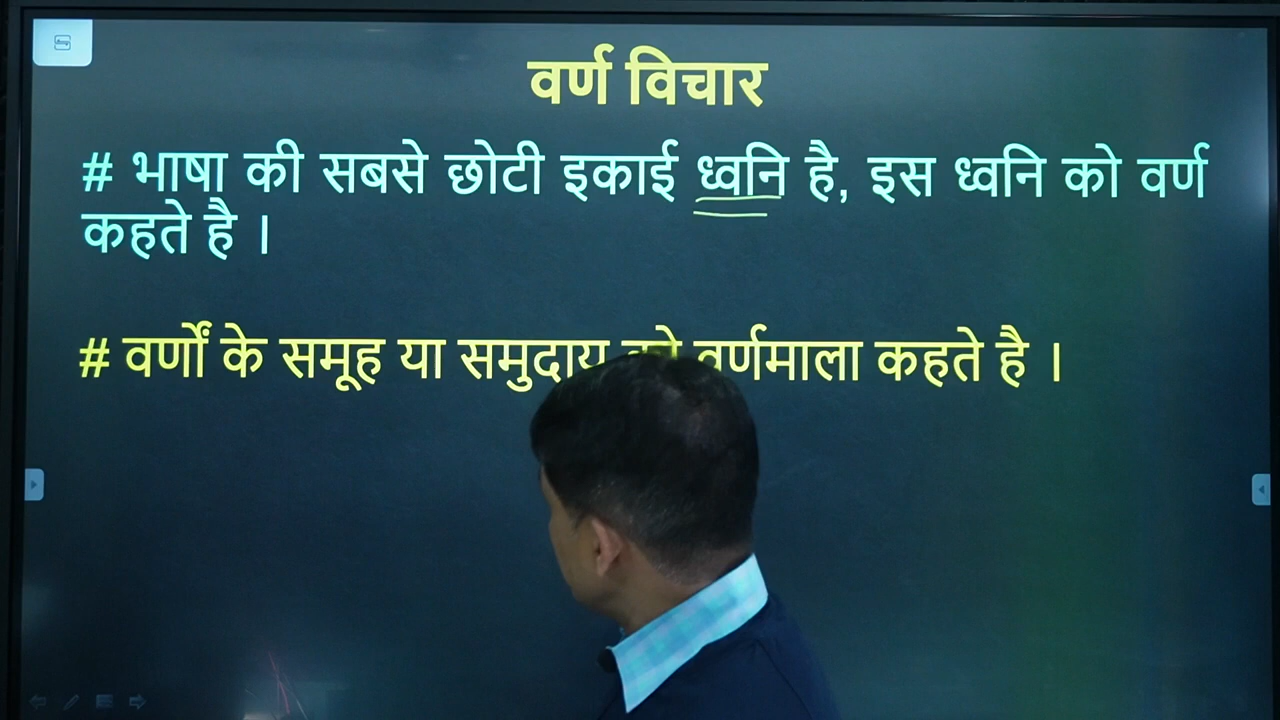 वर्ण विचार
# भाषा की सबसे छोटी इकाई ध्वनि है, इस ध्वनि को वर्ण
कहते है ।
# वर्णों के समूह या समुदाय को वर्णमाला कहते है ।